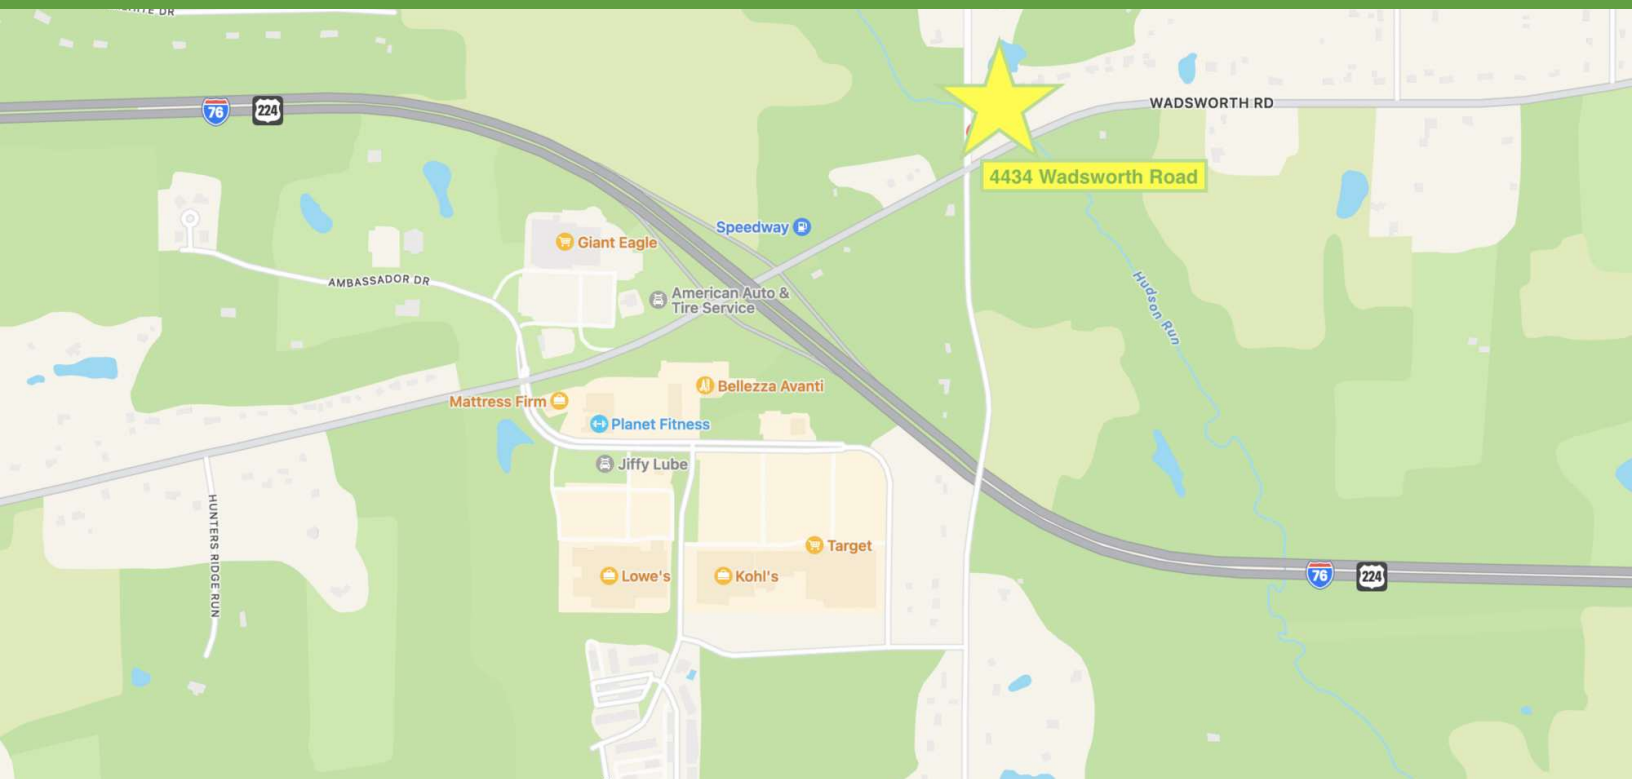 76
224
WADSWORTH RD
4434 Wadsworth Road
Speedway
Giant Eagle
AMBASSADOR DR
American Auto &
Tire Service
Hudson Run
Bellezza Avanti
Mattress Firm
Planet Fitness
Jiffy Lube
HUNTERS RIDGE RUN
Target
Lowe's
Kohl's
76
224